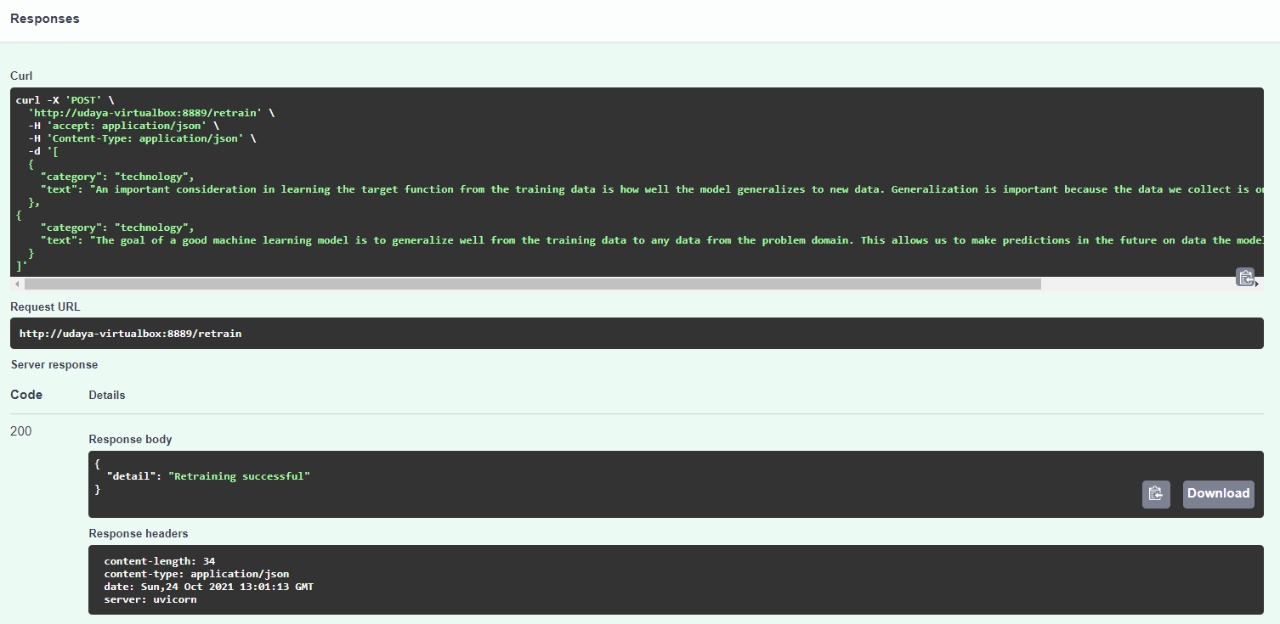 Responses
Curl
curl -X 'POST' \
'http://udaya-virtualbox:8889/retrain' \
-H 'accept: application/json' \
-H 'Content-Type: application/json' \
-d '[
{
"category": "technology",
"text": "An important consideration in learning the target function from the training data is how well the model generalizes to new data. Generalization is important because the data we collect is
},
{
"category": "technology",
"text": "The goal of a good machine learning model is to generalize well from the training data to any data from the problem domain. This allows us to make predictions in the future on data the model
}
]'
Request URL
http://udaya-virtualbox:8889/retrain
Server response
Code Details
200
Response body
{
"detail": "Retraining successful"
}
Download
Response headers
content-length: 34
content-type: application/json
date: Sun,24 Oct 2021 13:01:13 GMT
server: uvicorn